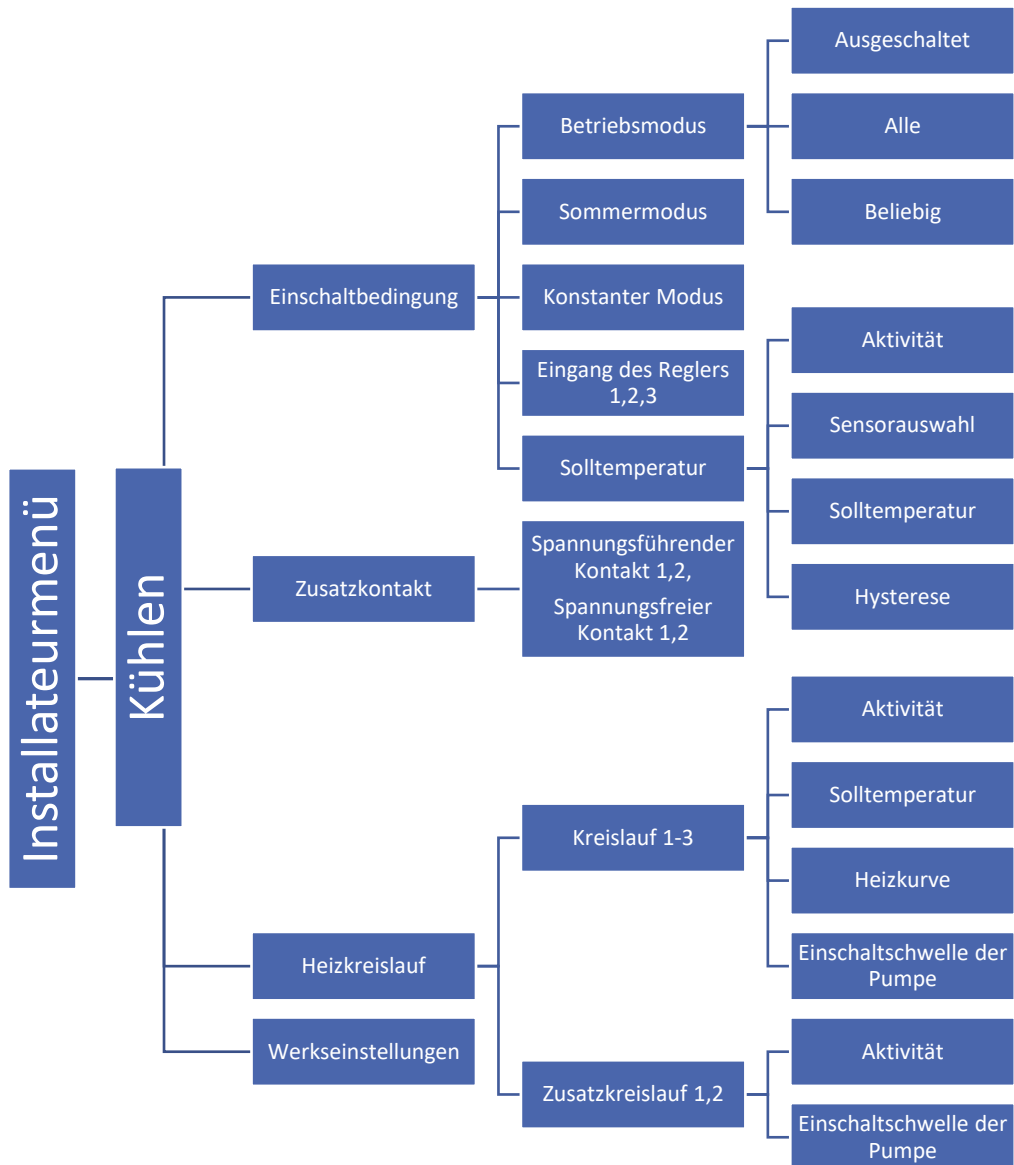 Installateurmenü
Kühlen
Einschaltbedingung
Betriebsmodus
Ausgeschaltet
Alle
Beliebig
Sommermodus
Konstanter Modus
Eingang des Reglers
1,2,3
Solltemperatur
Aktivität
Sensorauswahl
Solltemperatur
Hysterese
Zusatzkontakt
Spannungsführender
Kontakt 1,2,
Spannungsfreier
Kontakt 1,2
Heizkreislauf
Kreislauf 1-3
Aktivität
Solltemperatur
Heizkurve
Einschaltschwelle der
Pumpe
Zusatzkreislauf 1,2
Aktivität
Einschaltschwelle der
Pumpe
Werkseinstellungen